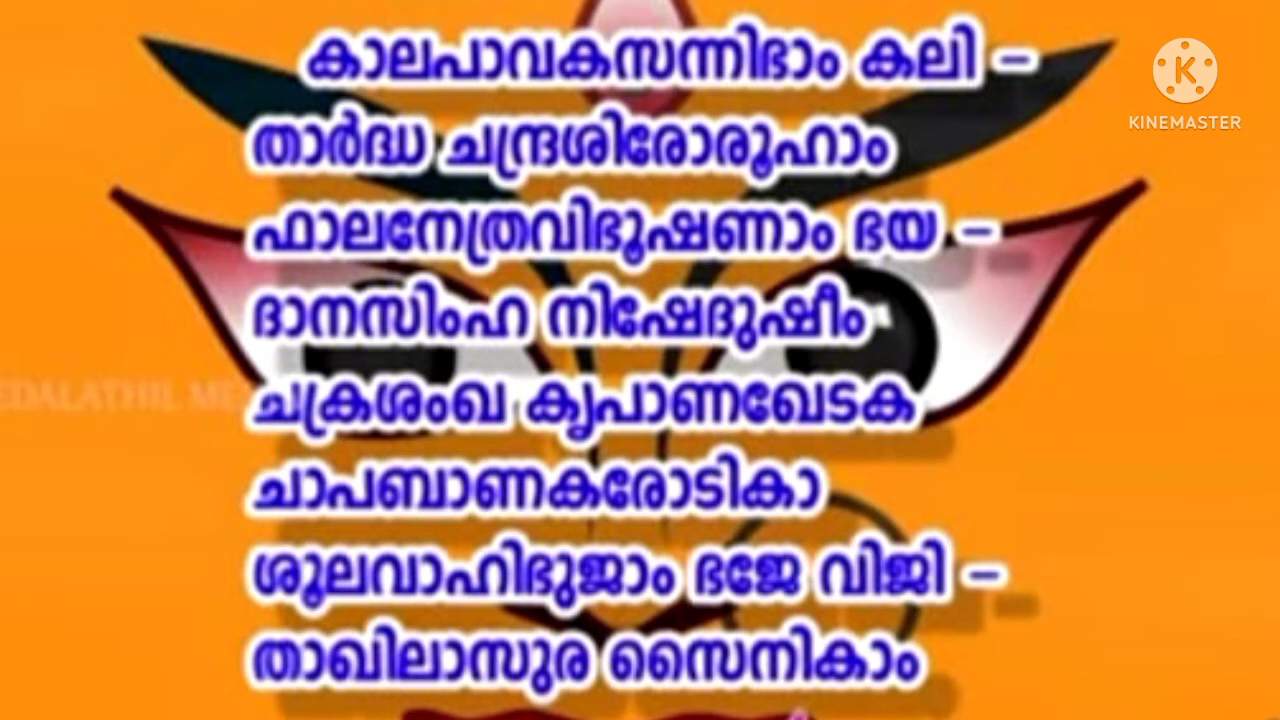 കാലപാവകസന്നിഭാം കലി –
താർദ്ധ ചന്ദ്രശിരോരൂഹാം
ഫാലനേത്രവിഭൂഷണാം ഭയ –
ദാനസിംഹ നിഷേദുഷീം
ചക്രശംഖ കൃപാണഖേടക
ചാപബാണകരോടികാ
ശൂലവാഹിഭുജാം ഭജേ വിജി –
താഖിലാസുര സൈനികാം
K
KINEMASTER
EDALATHIL